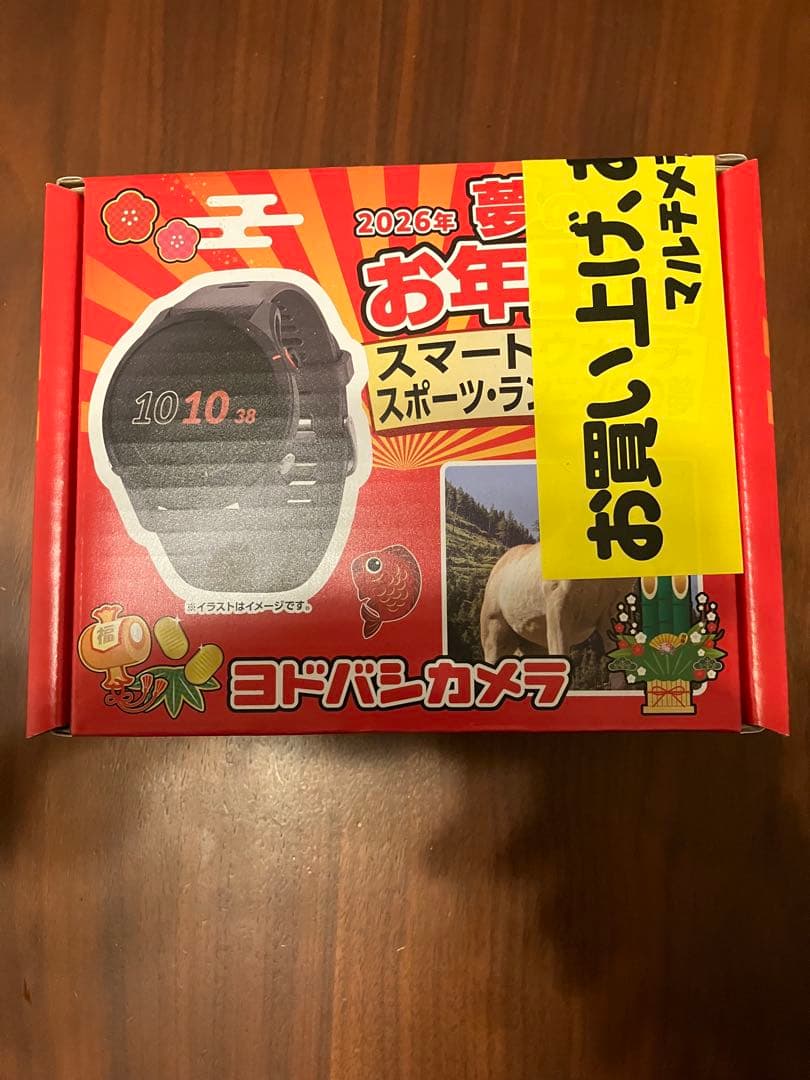 2026年 夢
お年
スマート
スポーツ・ラン
10 10 38
※イラストはイメージです。
福
ヨドバシカメラ
お買い上げ、
マルチメ